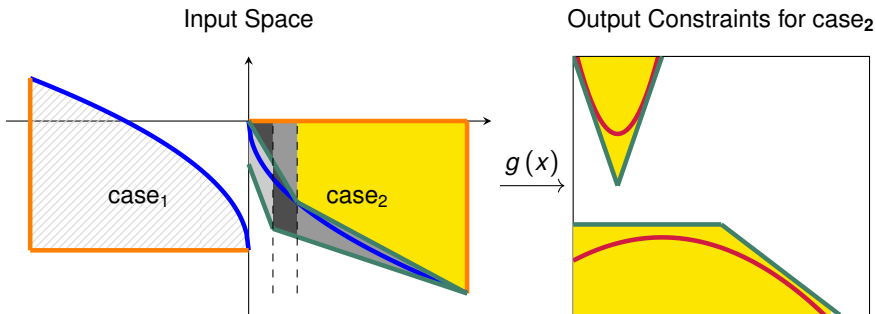 Input Space
Output Constraints for case₂
case₁
case₂
g (x)